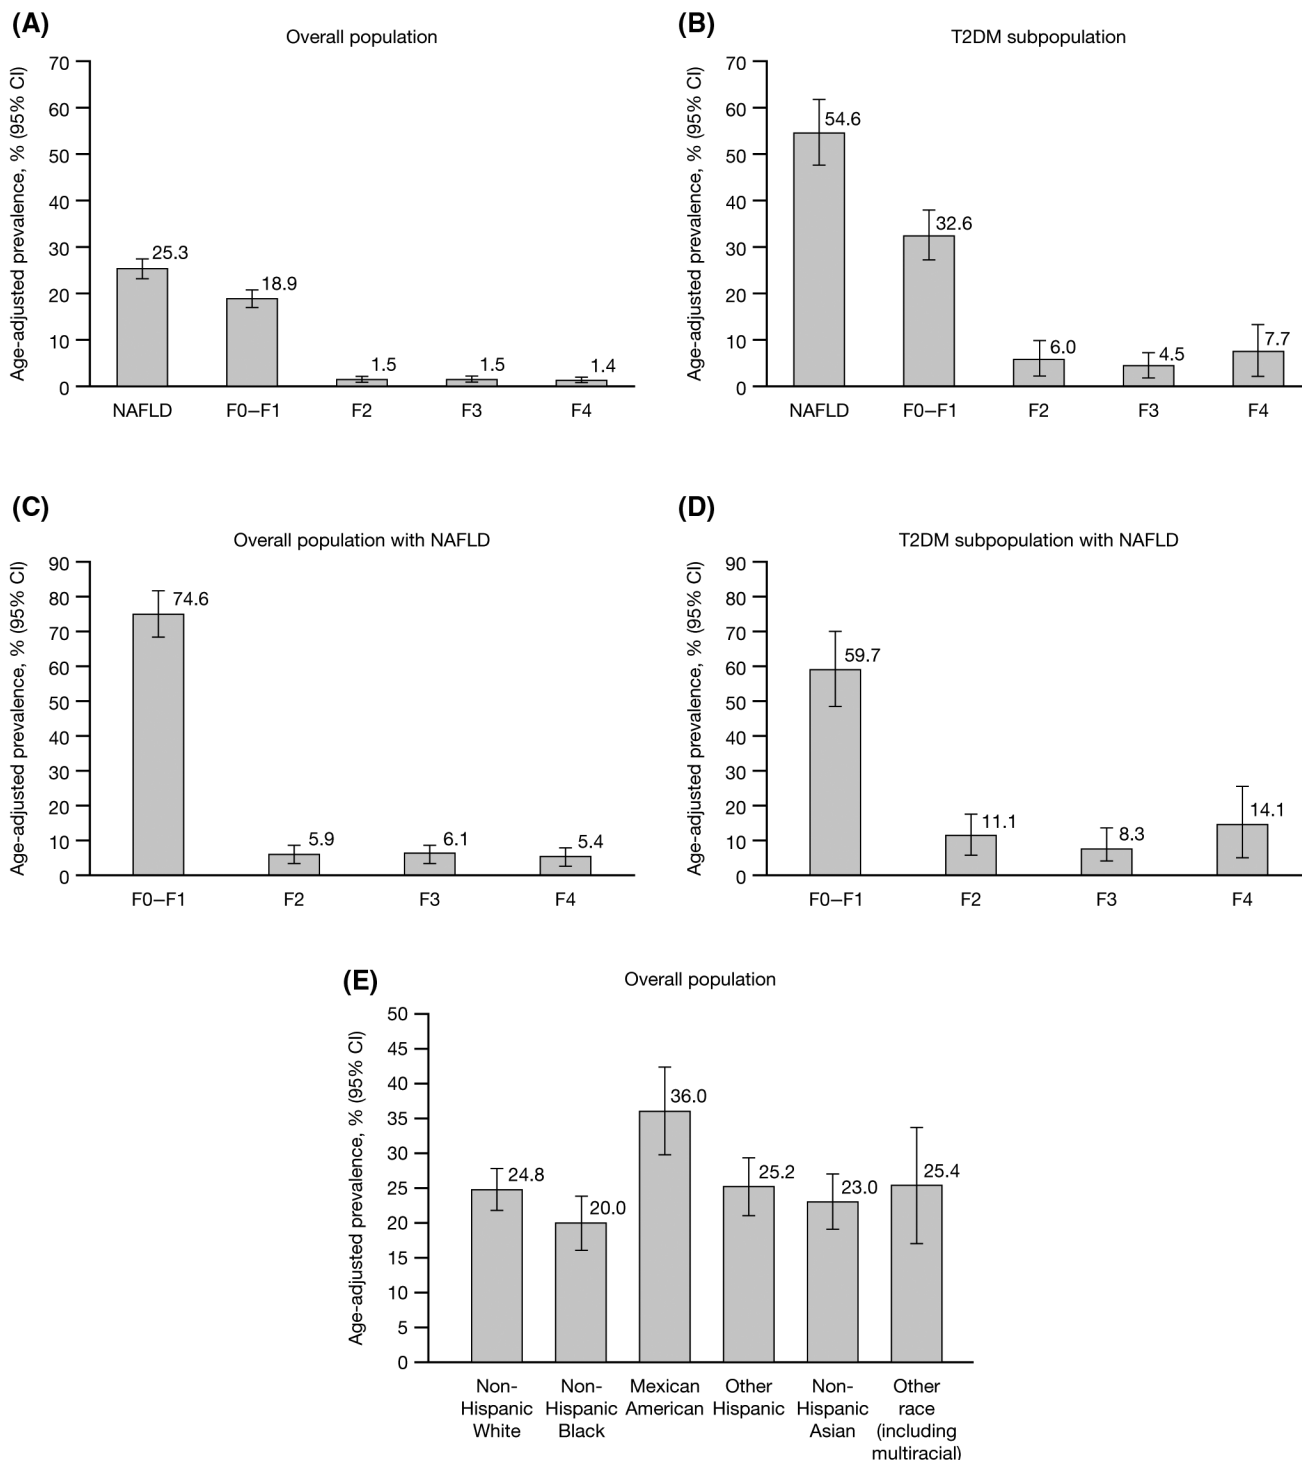 (A)
Overall population
Age-adjusted prevalence, % (95% CI)
70
60
50
40
30
20
10
0
25.3
18.9
1.5
1.5
1.4
NAFLD
F0–F1
F2
F3
F4
(B)
T2DM subpopulation
Age-adjusted prevalence, % (95% CI)
70
60
50
40
30
20
10
0
54.6
32.6
6.0
4.5
7.7
NAFLD
F0–F1
F2
F3
F4
(C)
Overall population with NAFLD
Age-adjusted prevalence, % (95% CI)
90
80
70
60
50
40
30
20
10
0
74.6
5.9
6.1
5.4
F0–F1
F2
F3
F4
(D)
T2DM subpopulation with NAFLD
Age-adjusted prevalence, % (95% CI)
90
80
70
60
50
40
30
20
10
0
59.7
11.1
8.3
14.1
F0–F1
F2
F3
F4
(E)
Overall population
Age-adjusted prevalence, % (95% CI)
50
45
40
35
30
25
20
15
10
5
0
24.8
20.0
36.0
25.2
23.0
25.4
Non-
Hispanic
White
Non-
Hispanic
Black
Mexican
American
Other
Hispanic
Non-
Hispanic
Asian
Other
race
(including
multiracial)